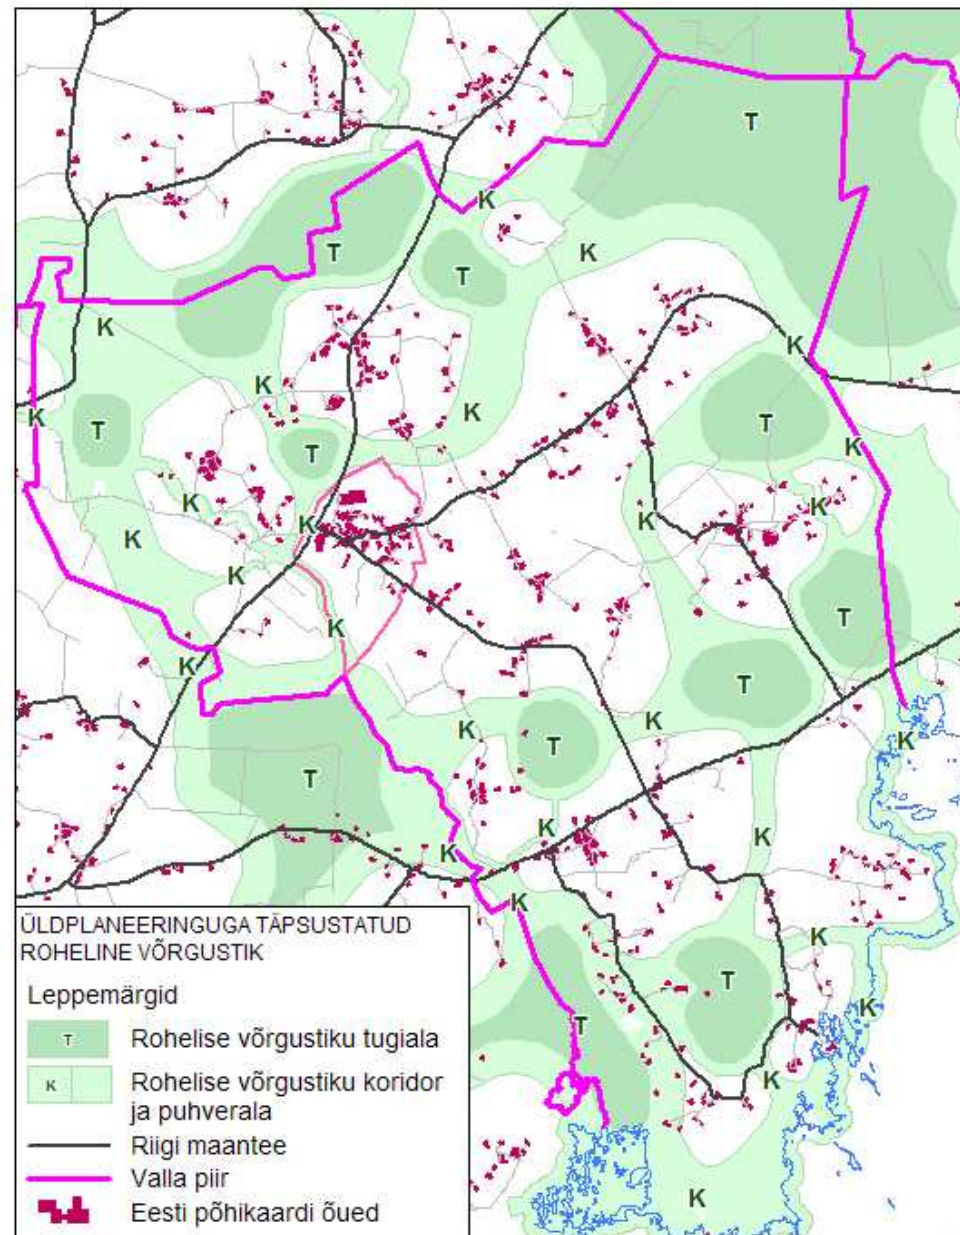 T
K
K
T
T
K
K
K
K
K
T
T
K
T
K
K
K
K
K
K
T
K
K
T
K
K
K
T
K
T
K
T
K
K
K
K
T
K
T
K
K
K
ÜLDPLANEERINGUGA TÄPSUSTATUD
ROHELINE VÕRGUSTIK
Leppemärgid
T Rohelise võrgustiku tugiala
K Rohelise võrgustiku koridor
ja puhverala
Riigi maantee
Valla piir
Eesti põhikaardi õued